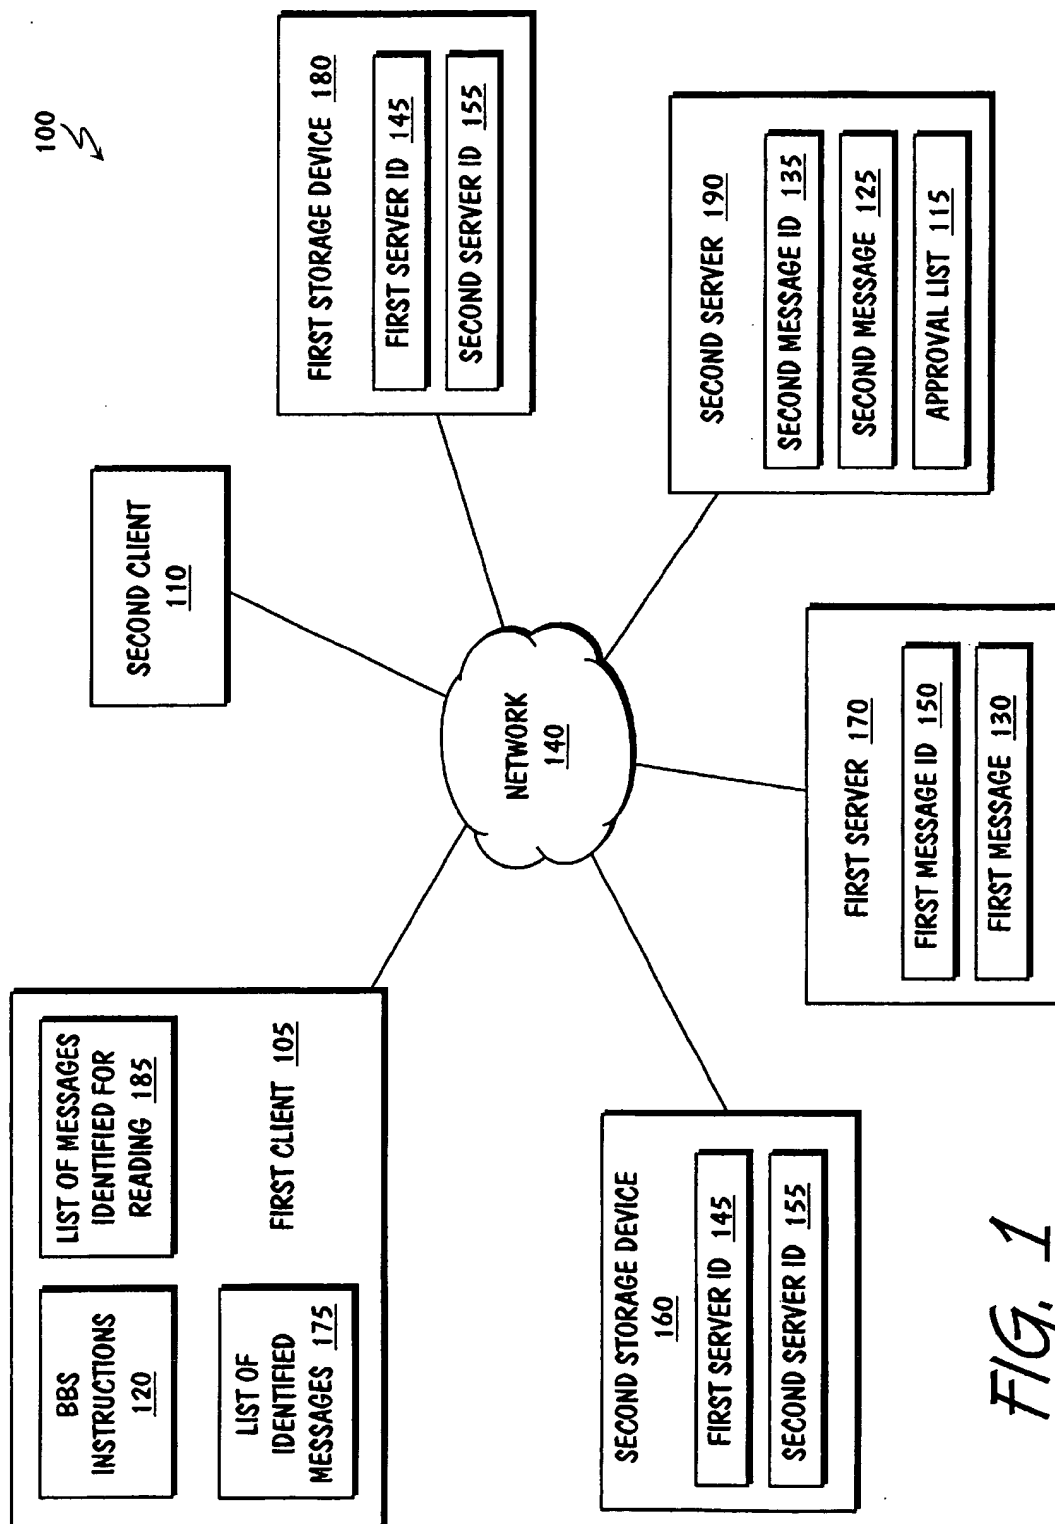 100
BBS
INSTRUCTIONS
120
LIST OF MESSAGES
IDENTIFIED FOR
READING 185
LIST OF
IDENTIFIED
MESSAGES 175
FIRST CLIENT 105
SECOND CLIENT
110
FIRST STORAGE DEVICE 180
FIRST SERVER ID 145
SECOND SERVER ID 155
NETWORK
140
SECOND STORAGE DEVICE
160
FIRST SERVER ID 145
SECOND SERVER ID 155
FIRST SERVER 170
FIRST MESSAGE ID 150
FIRST MESSAGE 130
SECOND SERVER 190
SECOND MESSAGE ID 135
SECOND MESSAGE 125
APPROVAL LIST 115
FIG. 1